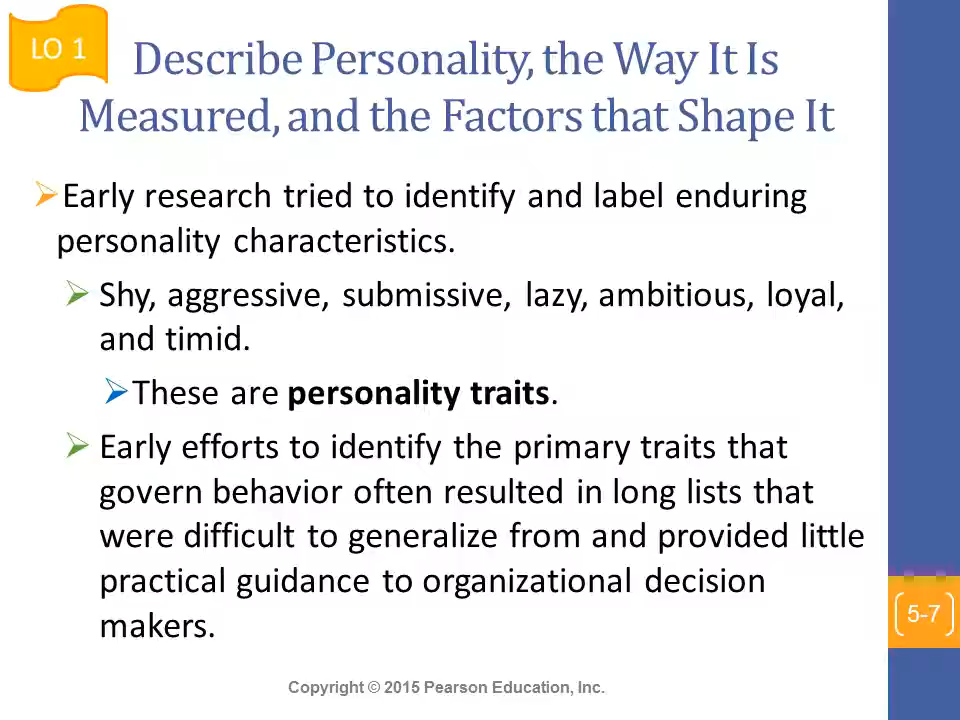 LO 1
Describe Personality, the Way It Is
Measured, and the Factors that Shape It
Early research tried to identify and label enduring
personality characteristics.
Shy, aggressive, submissive, lazy, ambitious, loyal,
and timid.
These are personality traits.
Early efforts to identify the primary traits that
govern behavior often resulted in long lists that
were difficult to generalize from and provided little
practical guidance to organizational decision
makers.
5-7
Copyright © 2015 Pearson Education, Inc.